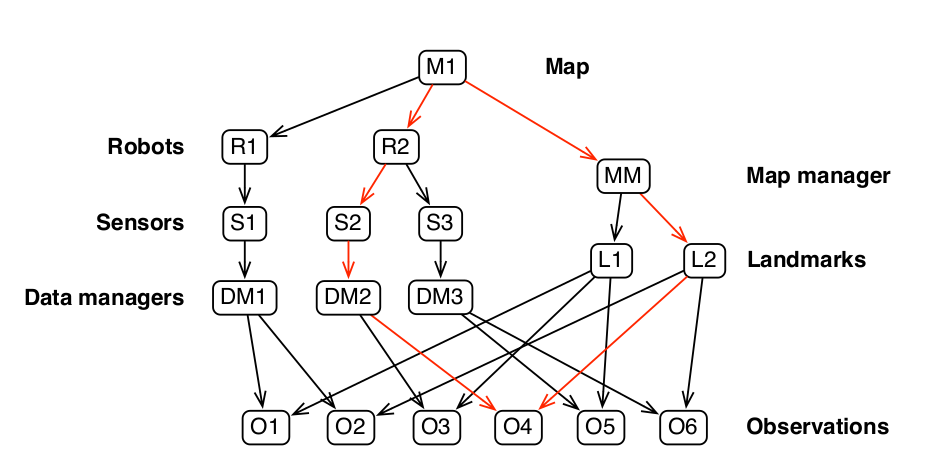 M1 Map
Robots R1 R2
MM Map manager
Sensors S1 S2 S3
L1 L2 Landmarks
Data managers DM1 DM2 DM3
O1 O2 O3 O4 O5 O6 Observations